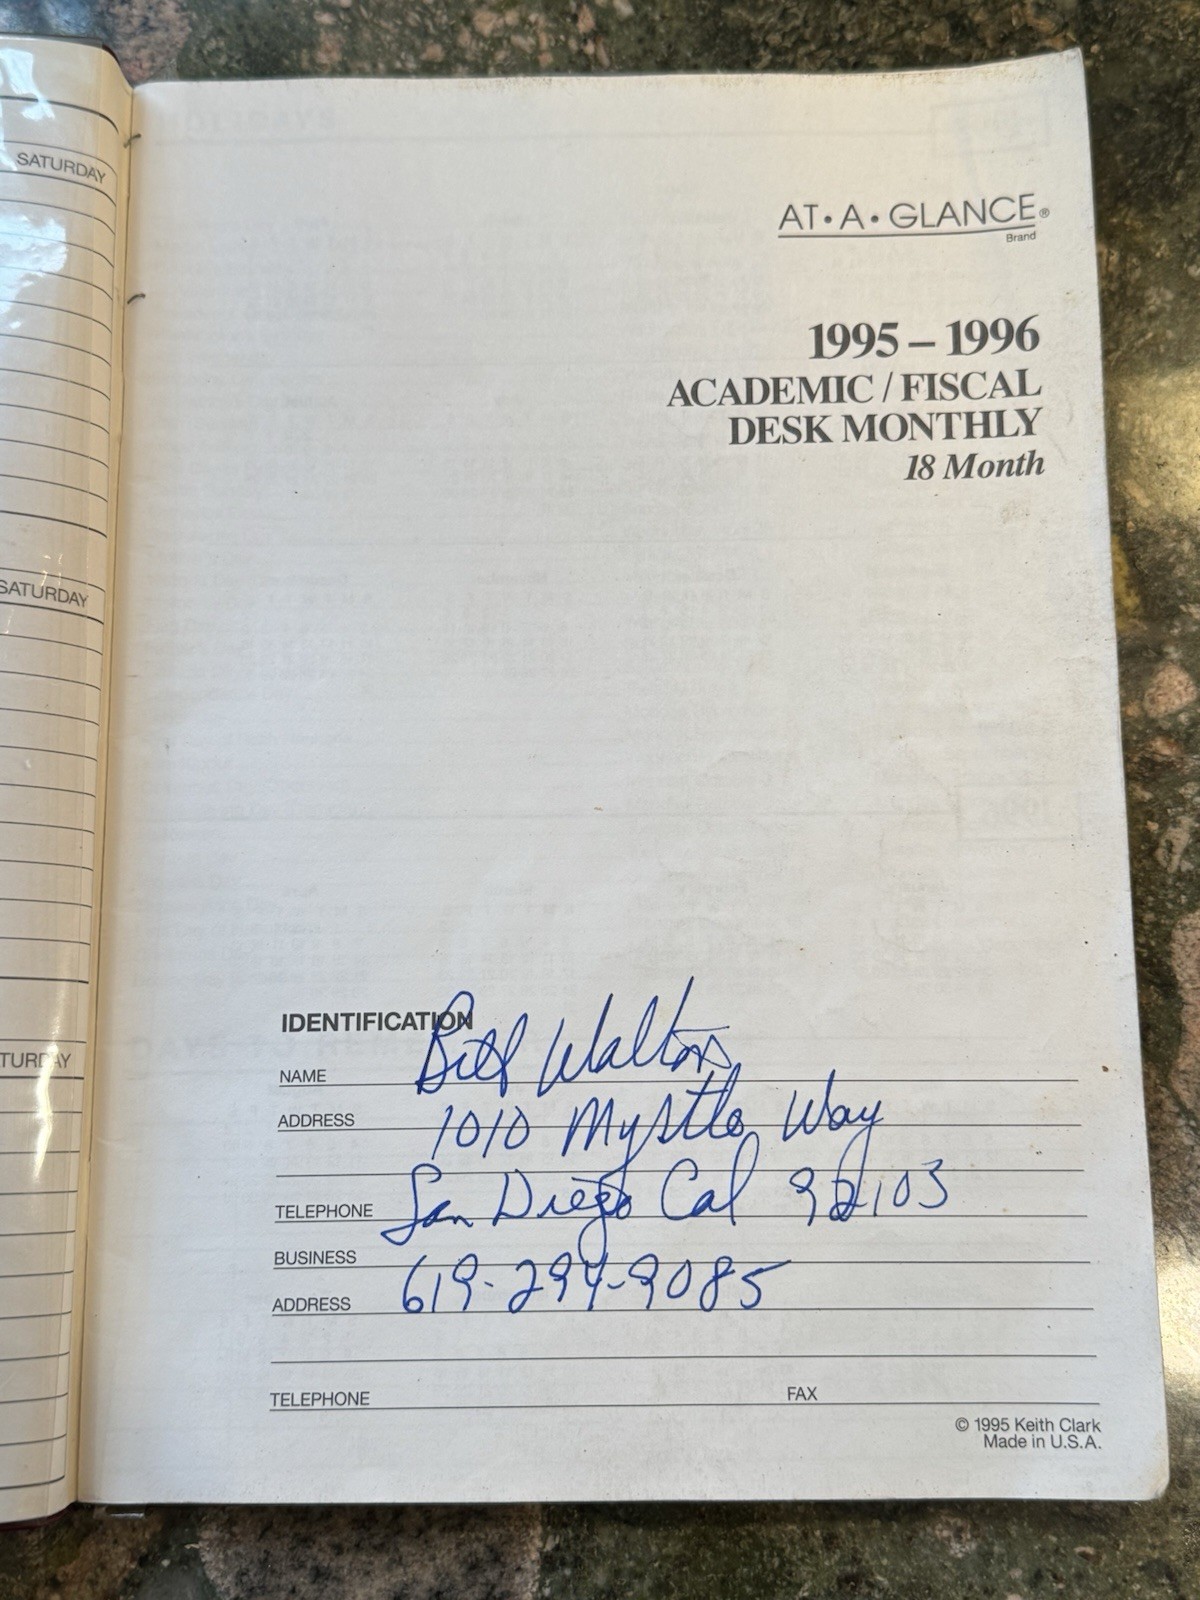 SATURDAY
SATURDAY
TURDAY
AT•A•GLANCE®
Brand
1995 – 1996
ACADEMIC / FISCAL
DESK MONTHLY
18 Month
IDENTIFICATION
NAME Bill Walton
ADDRESS 1010 Myrtle Way
TELEPHONE San Diego Cal 92103
BUSINESS
ADDRESS 619-294-9085
TELEPHONE FAX
© 1995 Keith Clark
Made in U.S.A.